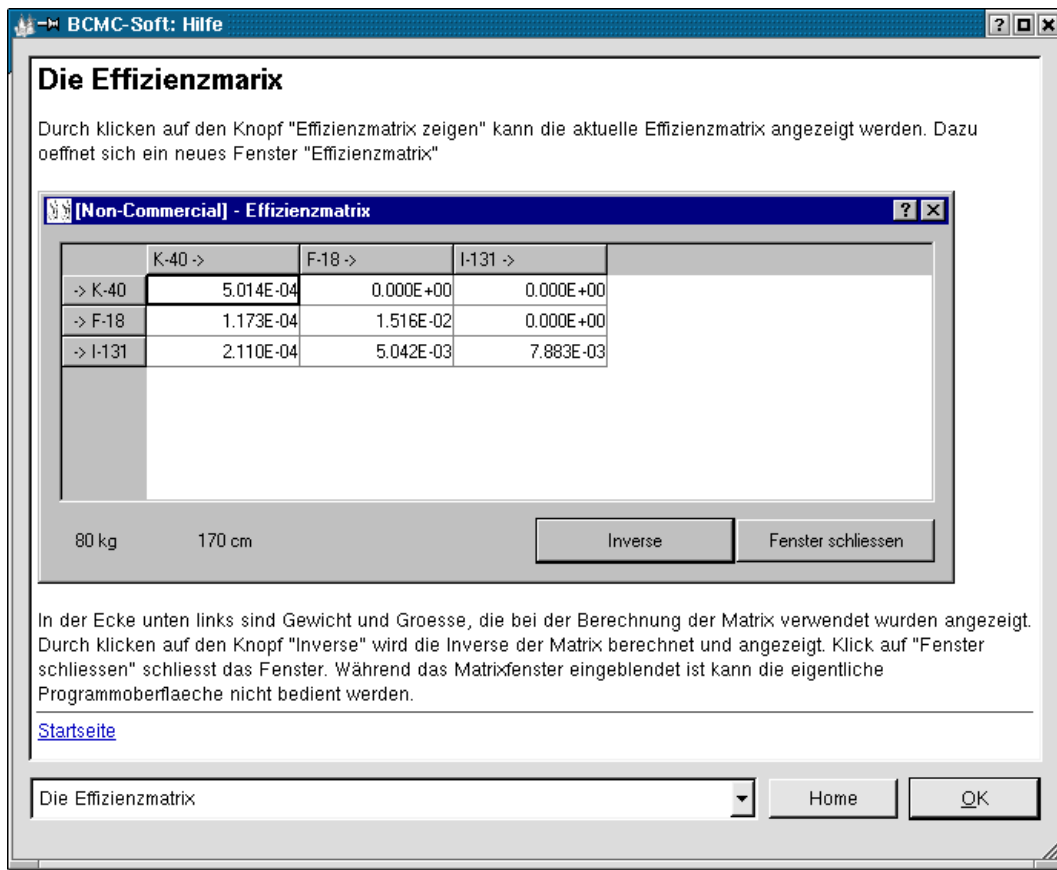 BCMC-Soft: Hilfe
Die Effizienzmarix
Durch klicken auf den Knopf "Effizienzmatrix zeigen" kann die aktuelle Effizienzmatrix angezeigt werden. Dazu
oeffnet sich ein neues Fenster "Effizienzmatrix"
[Non-Commercial] - Effizienzmatrix
K-40 -> F-18 -> I-131 ->
-> K-40 5.014E-04 0.000E+00 0.000E+00
-> F-18 1.173E-04 1.516E-02 0.000E+00
-> I-131 2.110E-04 5.042E-03 7.883E-03
80 kg 170 cm Inverse Fenster schliessen
In der Ecke unten links sind Gewicht und Groesse, die bei der Berechnung der Matrix verwendet wurden angezeigt.
Durch klicken auf den Knopf "Inverse" wird die Inverse der Matrix berechnet und angezeigt. Klick auf "Fenster
schliessen" schliesst das Fenster. Während das Matrixfenster eingeblendet ist kann die eigentliche
Programmoberflaeche nicht bedient werden.
Startseite
Die Effizienzmatrix Home OK